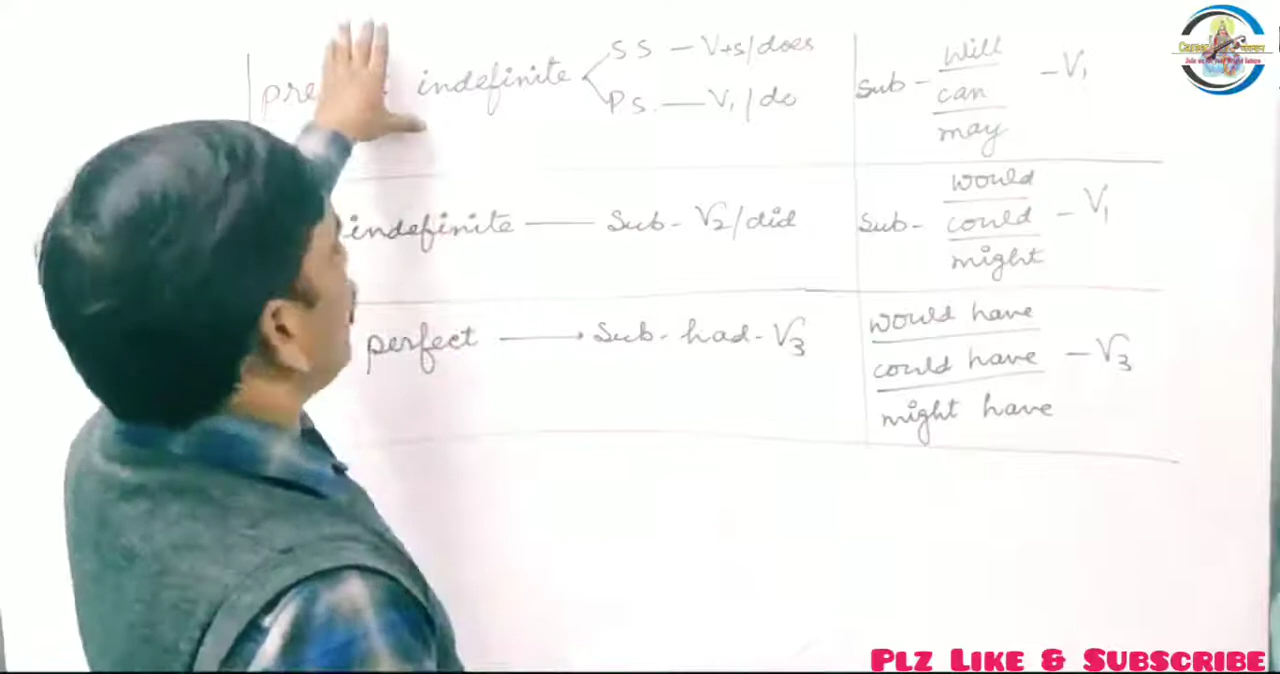 indefinite
SS — V+s/does
P S. — V1/do
Sub - will - V1
can
may
indefinite — Sub - V2/did
Sub - would - V1
could
might
perfect → Sub - had - V3
would have
could have - V3
might have
Plz Like & Subscribe